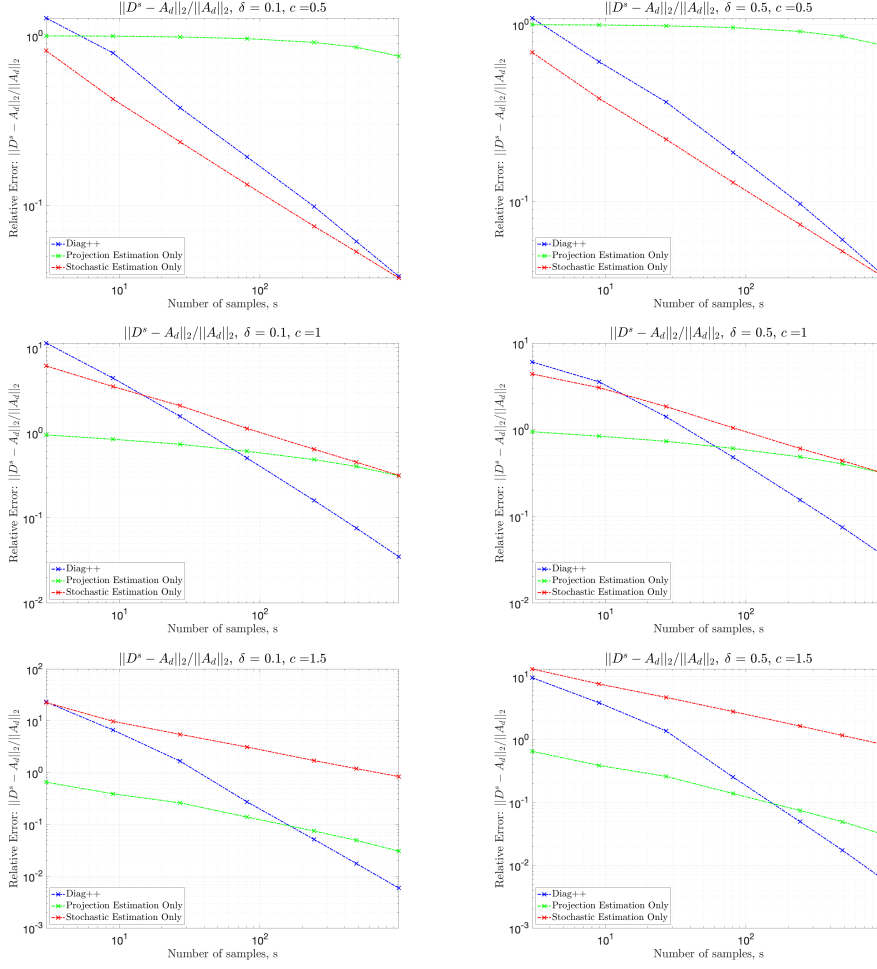 ||D^s − A_d||_2/||A_d||_2, δ = 0.1, c =0.5
Relative Error: ||D^s − A_d||_2/||A_d||_2
10^0
10^-1
Diag++
Projection Estimation Only
Stochastic Estimation Only
10^1
10^2
Number of samples, s
||D^s − A_d||_2/||A_d||_2, δ = 0.5, c =0.5
Relative Error: ||D^s − A_d||_2/||A_d||_2
10^0
10^-1
Diag++
Projection Estimation Only
Stochastic Estimation Only
10^1
10^2
Number of samples, s
||D^s − A_d||_2/||A_d||_2, δ = 0.1, c =1
Relative Error: ||D^s − A_d||_2/||A_d||_2
10^1
10^0
10^-1
10^-2
Diag++
Projection Estimation Only
Stochastic Estimation Only
10^1
10^2
Number of samples, s
||D^s − A_d||_2/||A_d||_2, δ = 0.5, c =1
Relative Error: ||D^s − A_d||_2/||A_d||_2
10^1
10^0
10^-1
10^-2
Diag++
Projection Estimation Only
Stochastic Estimation Only
10^1
10^2
Number of samples, s
||D^s − A_d||_2/||A_d||_2, δ = 0.1, c =1.5
Relative Error: ||D^s − A_d||_2/||A_d||_2
10^2
10^1
10^0
10^-1
10^-2
10^-3
Diag++
Projection Estimation Only
Stochastic Estimation Only
10^1
10^2
Number of samples, s
||D^s − A_d||_2/||A_d||_2, δ = 0.5, c =1.5
Relative Error: ||D^s − A_d||_2/||A_d||_2
10^1
10^0
10^-1
10^-2
10^-3
Diag++
Projection Estimation Only
Stochastic Estimation Only
10^1
10^2
Number of samples, s